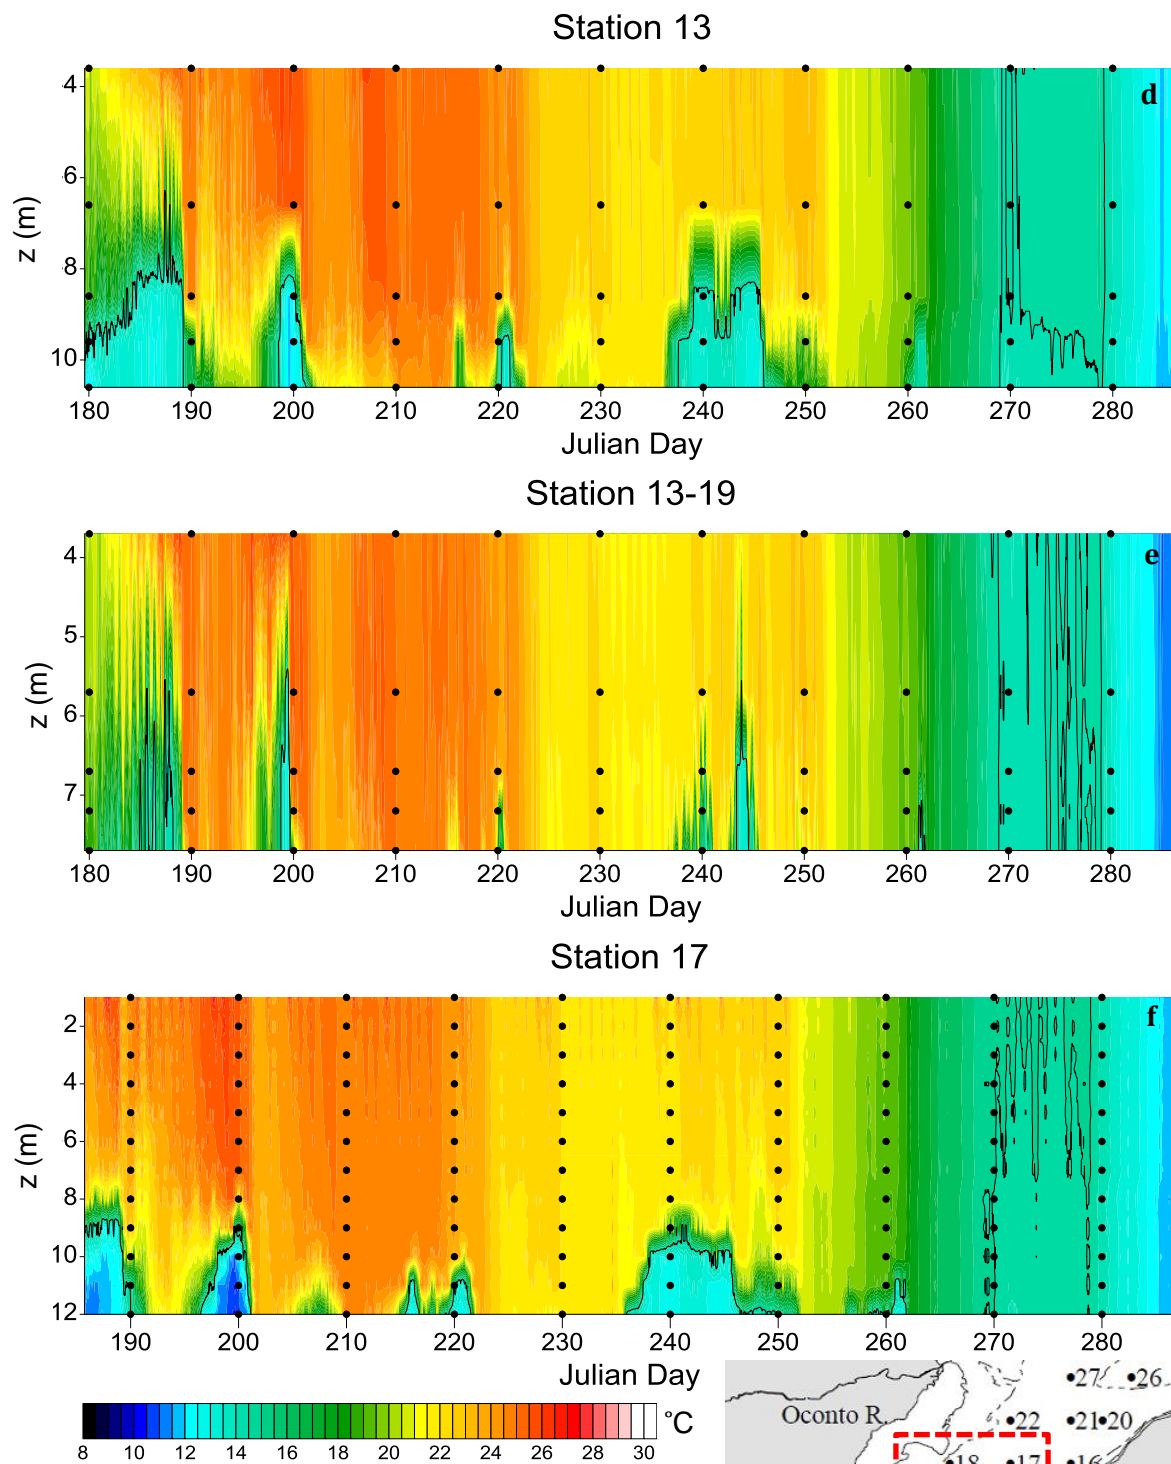 Station 13
d
4
6
8
10
z (m)
180 190 200 210 220 230 240 250 260 270 280
Julian Day
Station 13-19
e
4
5
6
7
z (m)
180 190 200 210 220 230 240 250 260 270 280
Julian Day
Station 17
f
2
4
6
8
10
12
z (m)
190 200 210 220 230 240 250 260 270 280
Julian Day
8 10 12 14 16 18 20 22 24 26 28 30
°C
27 26
Oconto R. 22 21 20
18 17 16